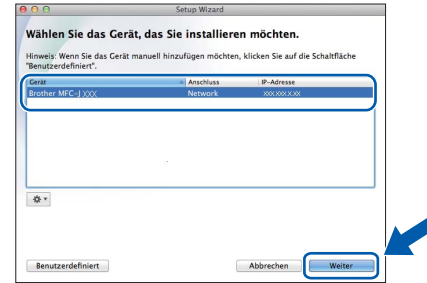 Setup Wizard
Wählen Sie das Gerät, das Sie installieren möchten.
Hinweis: Wenn Sie das Gerät manuell hinzufügen möchten, klicken Sie auf die Schaltfläche
"Benutzerdefiniert".
Gerät Anschluss IP-Adresse
Brother MFC-J XXX Network XXX.XXX.X.XX
Benutzerdefiniert Abbrechen Weiter